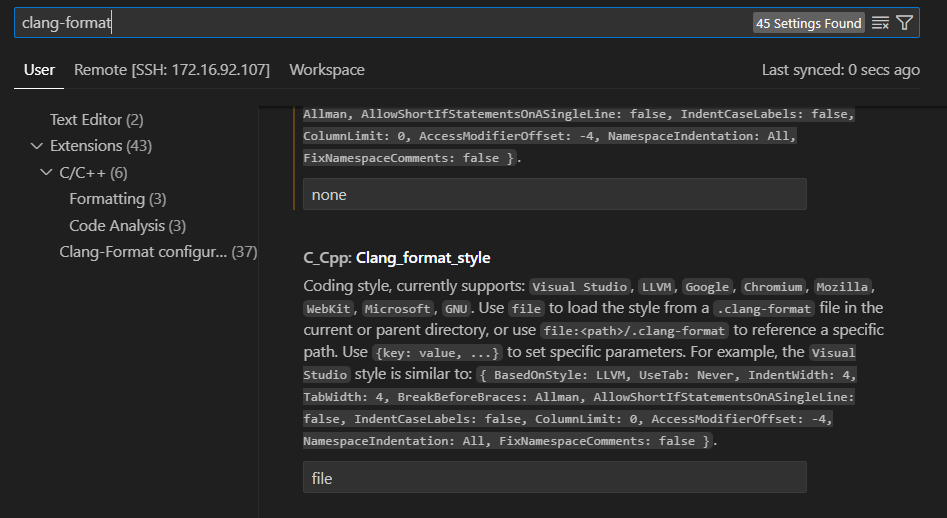 clang-format
45 Settings Found
User
Remote [SSH: 172.16.92.107]
Workspace
Last synced: 0 secs ago
Text Editor (2)
Extensions (43)
C/C++ (6)
Formatting (3)
Code Analysis (3)
Clang-Format configur... (37)
Allman, AllowShortIfStatementsOnASingleLine: false, IndentCaseLabels: false,
ColumnLimit: 0, AccessModifierOffset: -4, NamespaceIndentation: All,
FixNamespaceComments: false }.
none
C_Cpp: Clang_format_style
Coding style, currently supports: Visual Studio, LLVM, Google, Chromium, Mozilla,
WebKit, Microsoft, GNU. Use file to load the style from a .clang-format file in the
current or parent directory, or use file:<path>/.clang-format to reference a specific
path. Use {key: value, ...} to set specific parameters. For example, the Visual
Studio style is similar to: { BasedOnStyle: LLVM, UseTab: Never, IndentWidth: 4,
TabWidth: 4, BreakBeforeBraces: Allman, AllowShortIfStatementsOnASingleLine:
false, IndentCaseLabels: false, ColumnLimit: 0, AccessModifierOffset: -4,
NamespaceIndentation: All, FixNamespaceComments: false }.
file